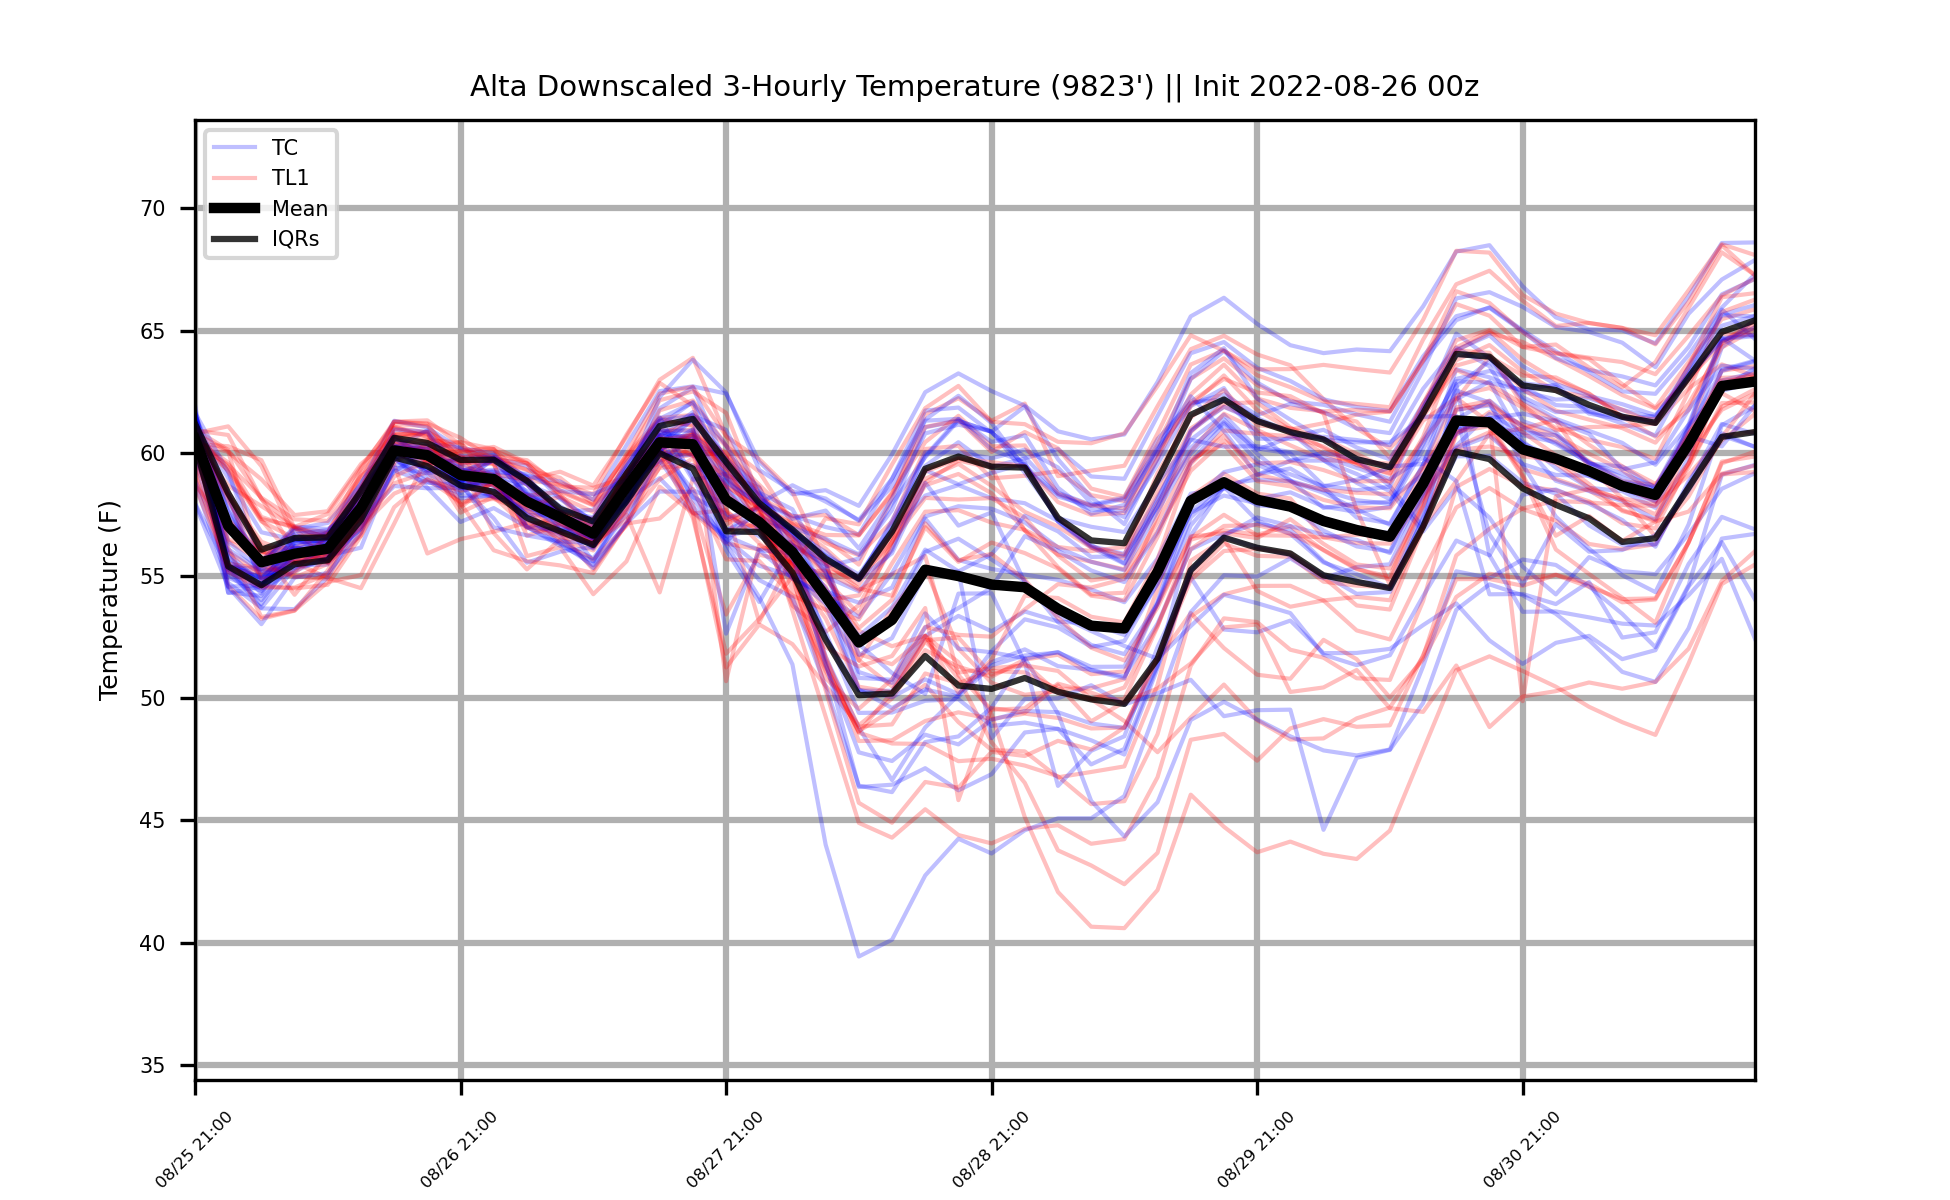 Alta Downscaled 3-Hourly Temperature (9823') || Init 2022-08-26 00z
TC
TL1
Mean
IQRs
Temperature (F)
70
65
60
55
50
45
40
35
08/25 21:00
08/26 21:00
08/27 21:00
08/28 21:00
08/29 21:00
08/30 21:00